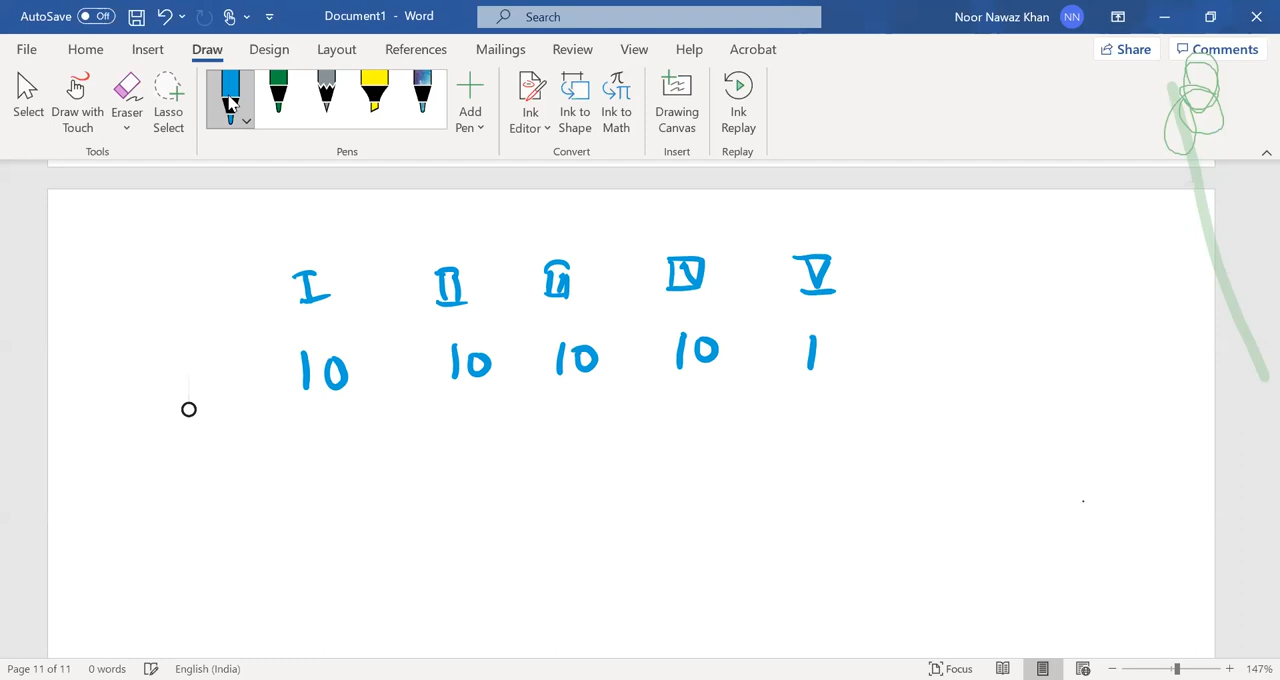 AutoSave Off Document1 - Word Search Noor Nawaz Khan NN
File Home Insert Draw Design Layout References Mailings Review View Help Acrobat Share Comments
Select Draw with Touch Eraser Lasso Select Add Pen Ink Editor Ink to Shape Ink to Math Drawing Canvas Ink Replay
Tools Pens Convert Insert Replay
I II III IV V
10 10 10 10 1
Page 11 of 11 0 words English (India) Focus 147%